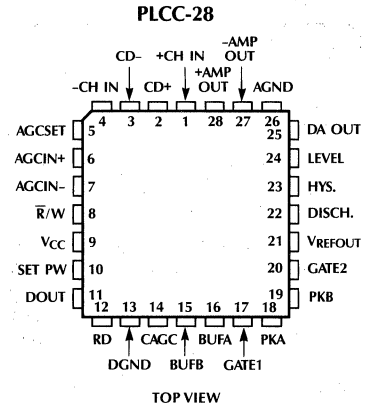 PLCC-28
–AMP
CD– +CH IN OUT
+AMP
–CH IN CD+ OUT AGND
4 3 2 1 28 27 26
AGCSET 5 25 DA OUT
AGCIN+ 6 24 LEVEL
AGCIN– 7 23 HYS.
R̅/W 8 22 DISCH.
VCC 9 21 VREFOUT
SET PW 10 20 GATE2
DOUT 11 19 PKB
12 13 14 15 16 17 18
RD CAGC BUFA PKA
DGND BUFB GATE1
TOP VIEW